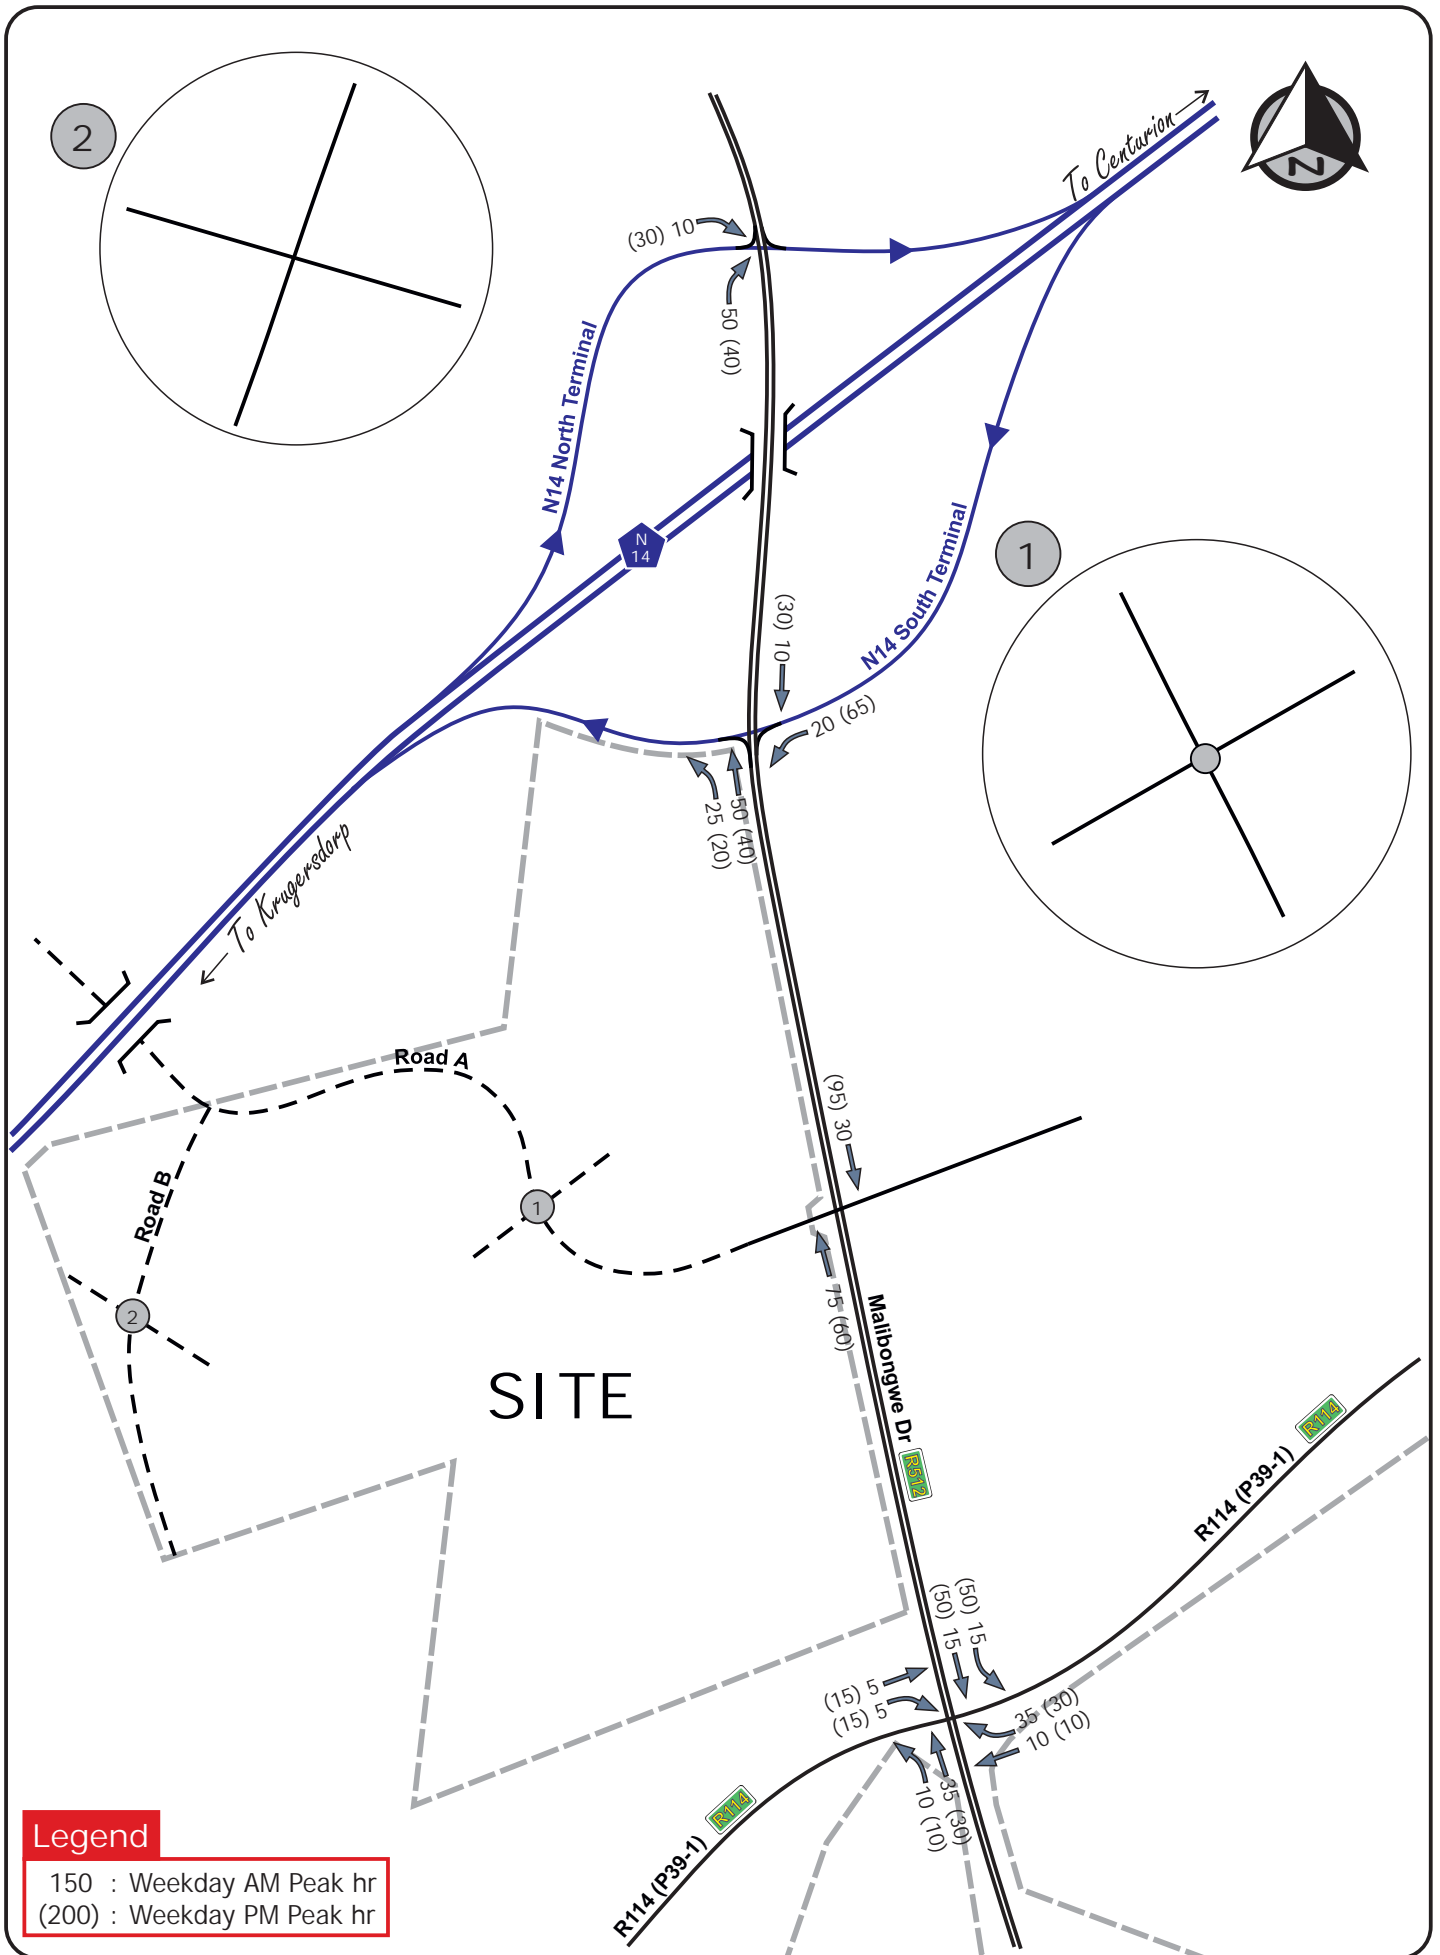 2
To Centurion
N
(30) 10
50 (40)
N14 North Terminal
N
14
N14 South Terminal
1
(30) 10
20 (65)
50 (40)
25 (20)
To Krugersdorp
Road A
(95) 30
Road B
1
2
75 (60)
SITE
Malibongwe Dr
R512
R114
R114 (P39-1)
(50) 15
(50) 15
(15) 5
(15) 5
35 (30)
10 (10)
35 (30)
10 (10)
R114
R114 (P39-1)
Legend
150 : Weekday AM Peak hr
(200) : Weekday PM Peak hr